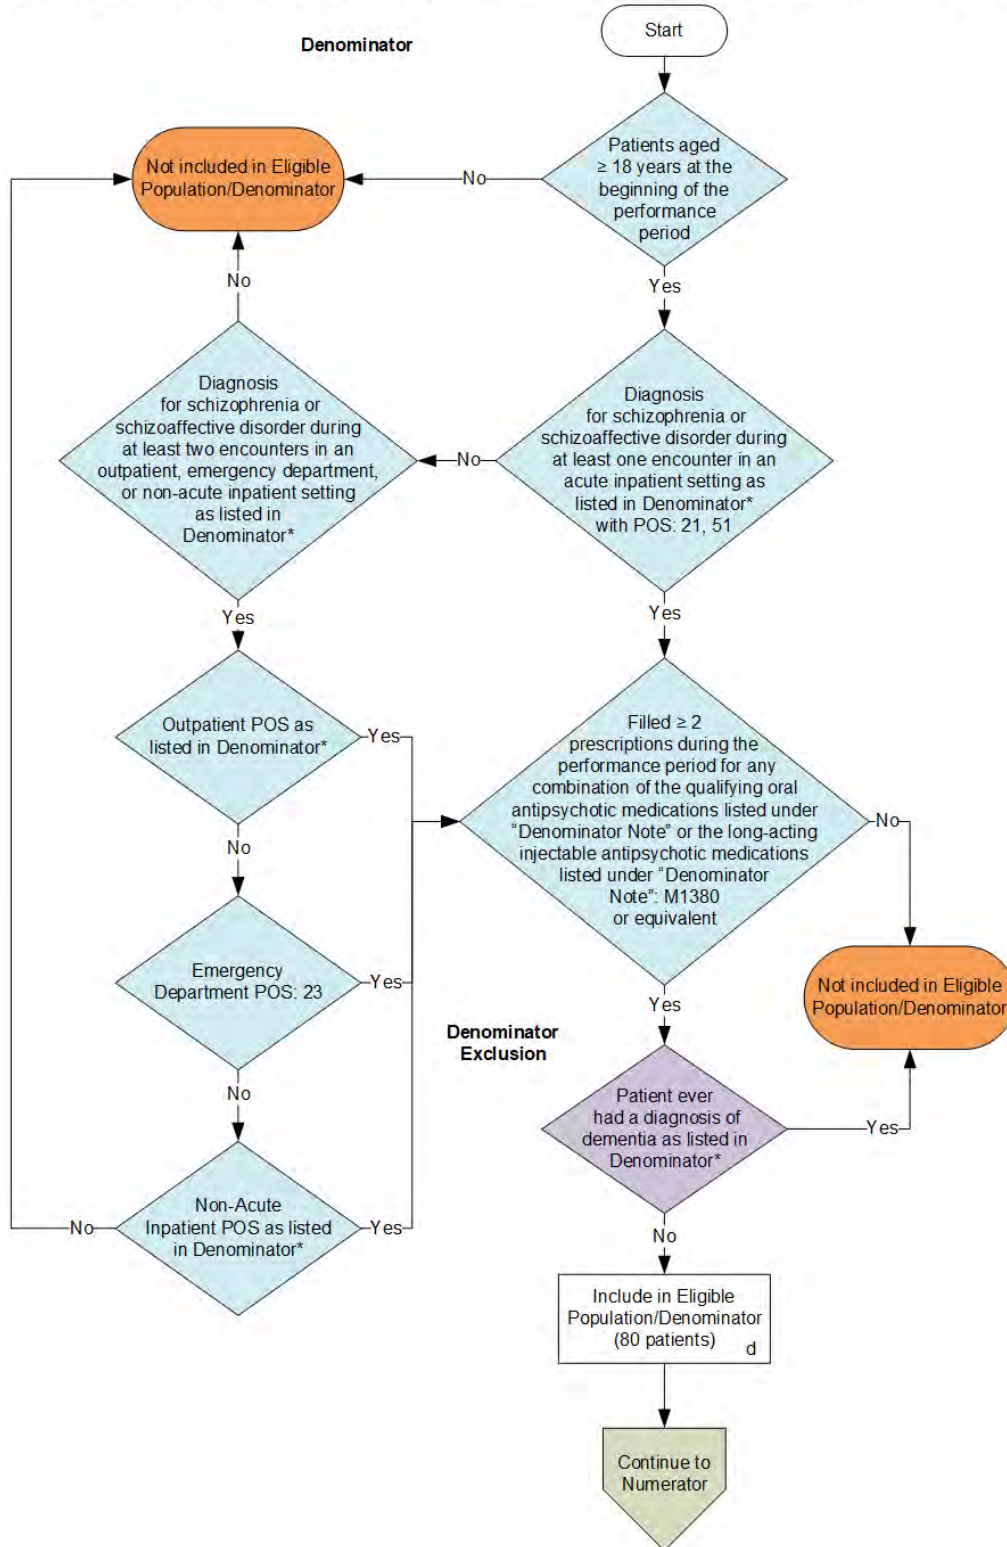 Denominator
Start
Patients aged
≥ 18 years at the
beginning of the
performance
period
No
Not included in Eligible
Population/Denominator
Yes
No
Diagnosis
for schizophrenia or
schizoaffective disorder during
at least one encounter in an
acute inpatient setting as
listed in Denominator*
with POS: 21, 51
No
Diagnosis
for schizophrenia or
schizoaffective disorder during
at least two encounters in an
outpatient, emergency department,
or non-acute inpatient setting
as listed in
Denominator*
Yes
Yes
Outpatient POS as
listed in Denominator*
Yes
No
Emergency
Department POS: 23
Yes
No
Non-Acute
Inpatient POS as listed
in Denominator*
Yes
No
Filled ≥ 2
prescriptions during the
performance period for any
combination of the qualifying oral
antipsychotic medications listed under
“Denominator Note” or the long-acting
injectable antipsychotic medications
listed under “Denominator
Note”: M1380
or equivalent
No
Not included in Eligible
Population/Denominator
Yes
Denominator
Exclusion
Patient ever
had a diagnosis of
dementia as listed in
Denominator*
Yes
No
Include in Eligible
Population/Denominator
(80 patients)
d
Continue to
Numerator